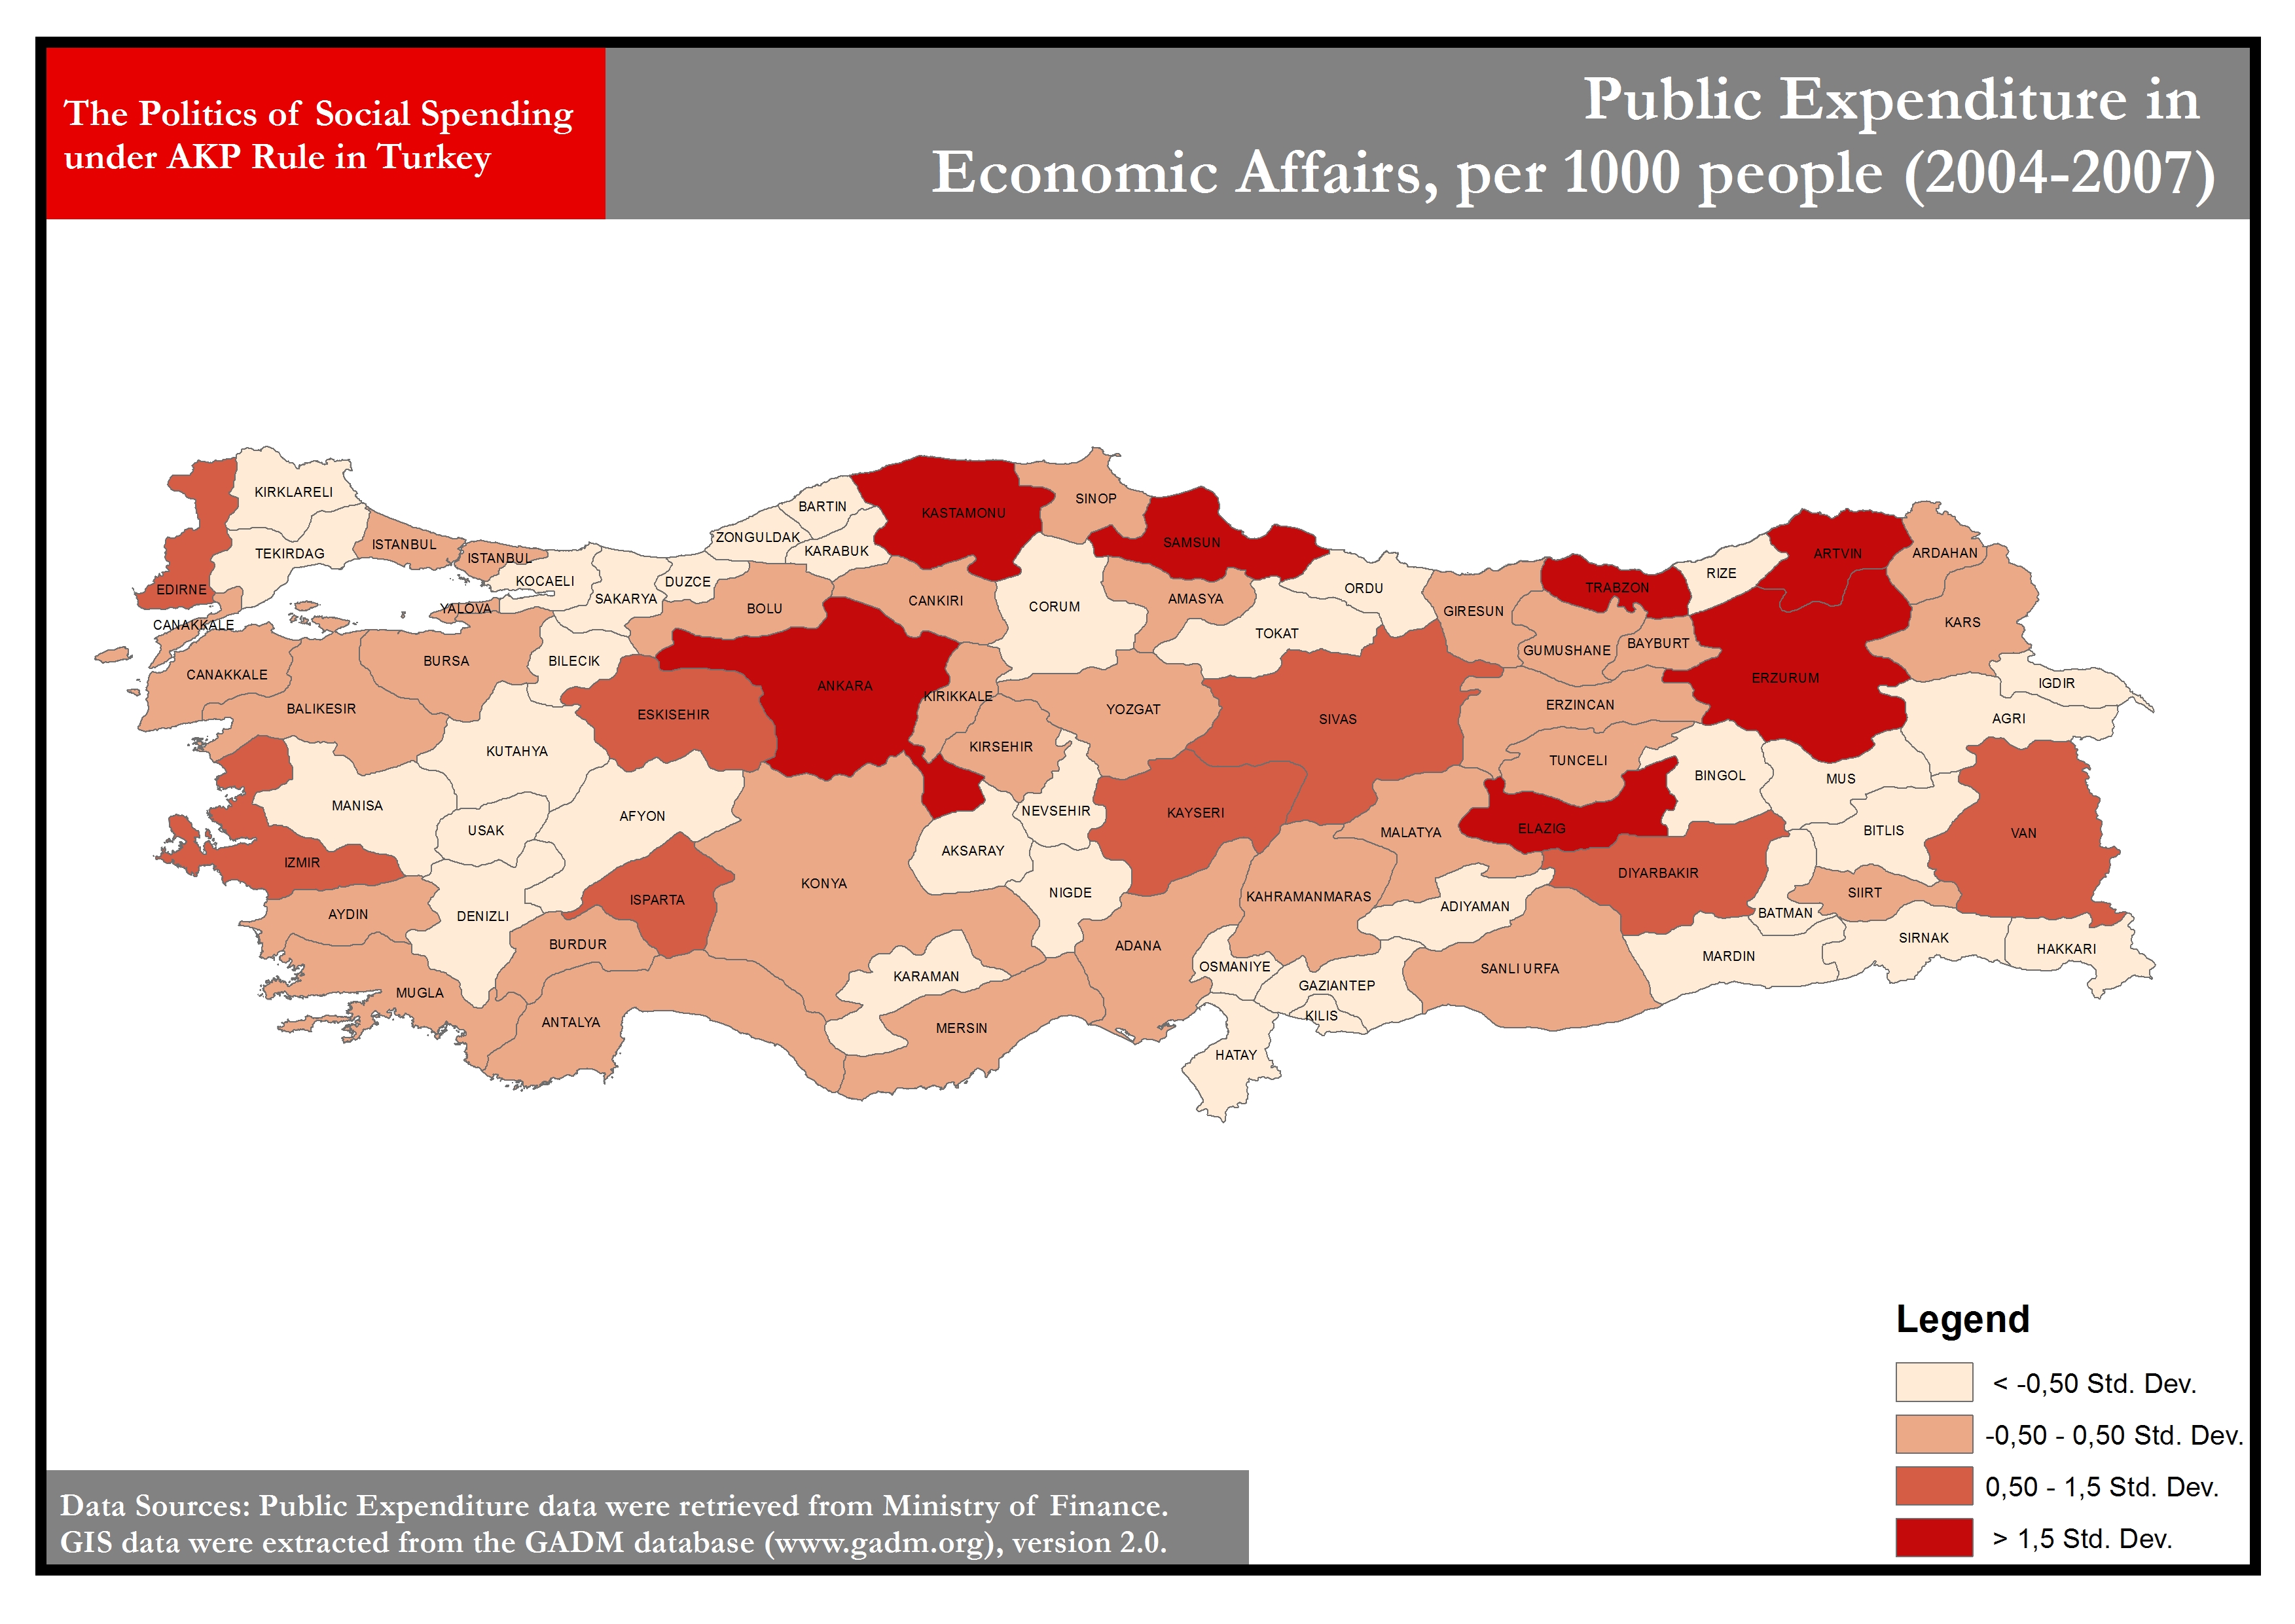 The Politics of Social Spending
under AKP Rule in Turkey
Public Expenditure in
Economic Affairs, per 1000 people (2004-2007)
KIRKLARELI
TEKIRDAG
EDIRNE
ISTANBUL
ISTANBUL
KOCAELI
YALOVA
SAKARYA
DUZCE
ZONGULDAK
BARTIN
KARABUK
KASTAMONU
SINOP
SAMSUN
BOLU
CANKIRI
CORUM
AMASYA
ORDU
TOKAT
GIRESUN
TRABZON
RIZE
ARTVIN
ARDAHAN
KARS
GUMUSHANE
BAYBURT
CANAKKALE
CANAKKALE
BURSA
BILECIK
BALIKESIR
ESKISEHIR
ANKARA
KIRIKKALE
YOZGAT
SIVAS
ERZINCAN
ERZURUM
IGDIR
AGRI
KUTAHYA
KIRSEHIR
TUNCELI
BINGOL
MUS
MANISA
USAK
AFYON
NEVSEHIR
KAYSERI
MALATYA
ELAZIG
BITLIS
VAN
IZMIR
AKSARAY
KONYA
NIGDE
ISPARTA
DIYARBAKIR
SIIRT
KAHRAMANMARAS
ADIYAMAN
BATMAN
AYDIN
DENIZLI
BURDUR
ADANA
SIRNAK
HAKKARI
MARDIN
SANLI URFA
OSMANIYE
GAZIANTEP
KILIS
KARAMAN
MUGLA
ANTALYA
MERSIN
HATAY
Legend
< -0,50 Std. Dev.
-0,50 - 0,50 Std. Dev.
0,50 - 1,5 Std. Dev.
> 1,5 Std. Dev.
Data Sources: Public Expenditure data were retrieved from Ministry of Finance.
GIS data were extracted from the GADM database (www.gadm.org), version 2.0.